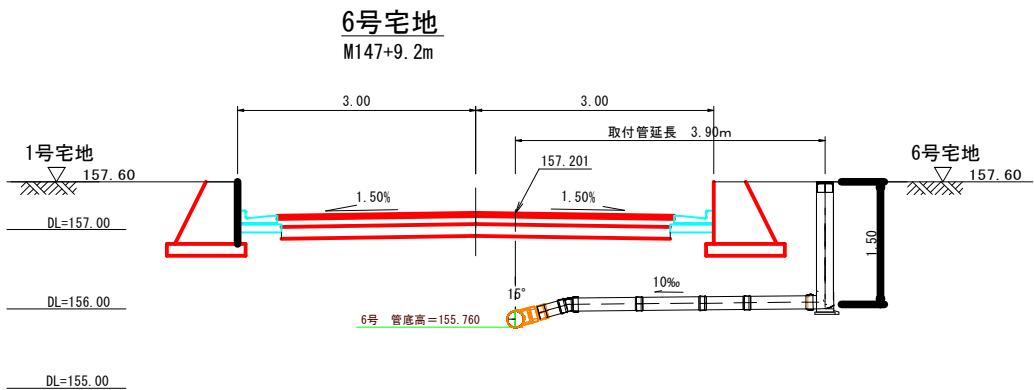 6号宅地
M147+9.2m
3.00
3.00
取付管延長 3.90m
1号宅地
157.60
157.201
6号宅地
157.60
1.50%
1.50%
DL=157.00
1.50
10‰
15°
DL=156.00
6号 管底高=155.760
DL=155.00